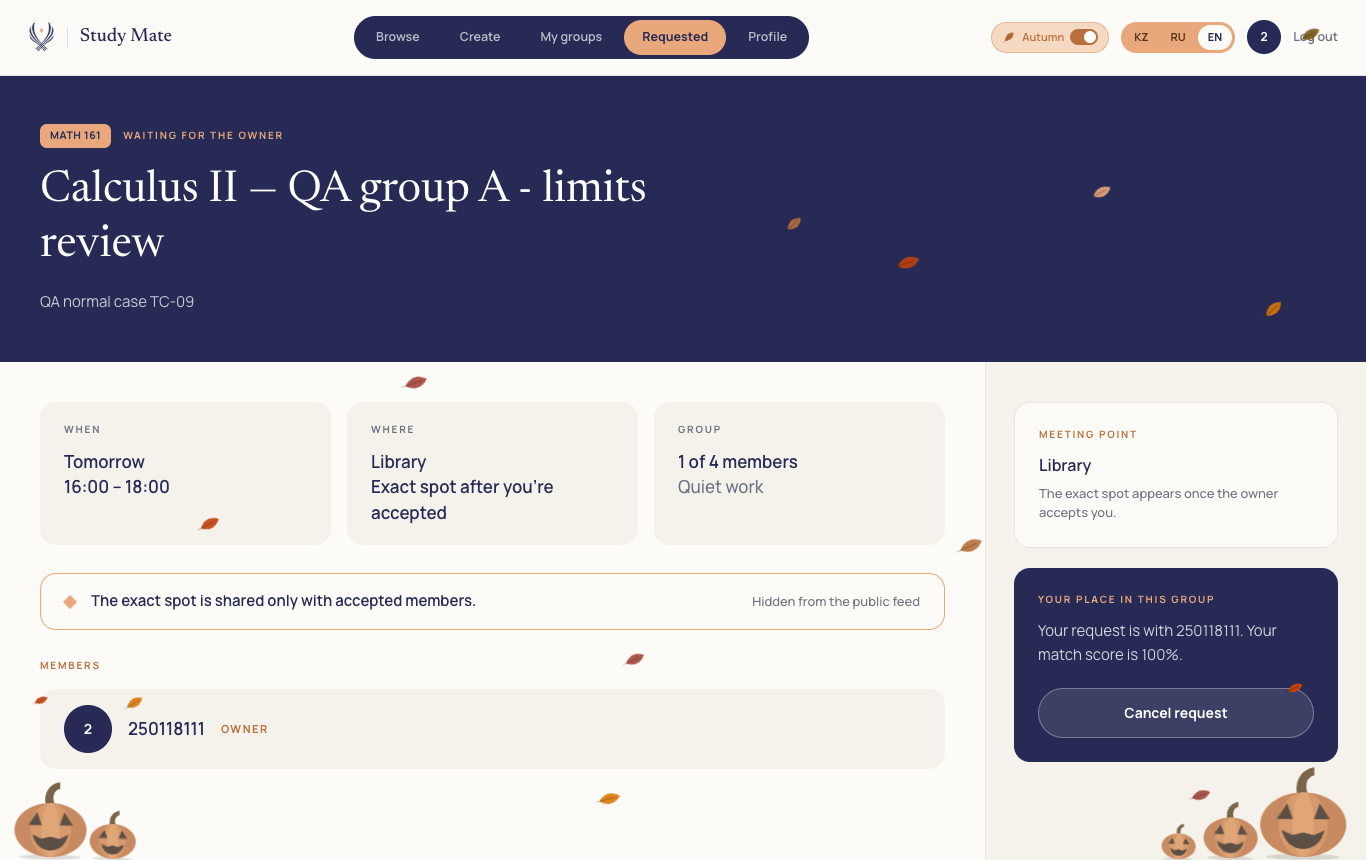 Study Mate
Browse
Create
My groups
Requested
Profile
Autumn
KZ
RU
EN
2
Log out
MATH 161
WAITING FOR THE OWNER
Calculus II – QA group A - limits
review
QA normal case TC-09
WHEN
Tomorrow
16:00 – 18:00
WHERE
Library
Exact spot after you're
accepted
GROUP
1 of 4 members
Quiet work
The exact spot is shared only with accepted members.
Hidden from the public feed
MEMBERS
2
250118111
OWNER
MEETING POINT
Library
The exact spot appears once the owner
accepts you.
YOUR PLACE IN THIS GROUP
Your request is with 250118111. Your
match score is 100%.
Cancel request